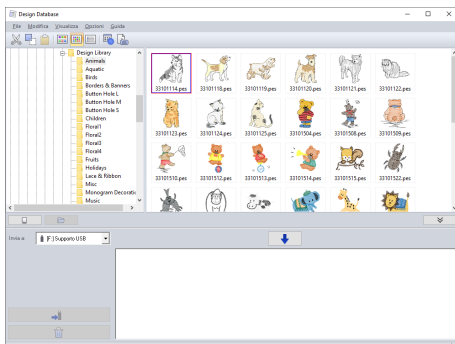 Design Database
File Modifica Visualizza Opzioni Guida
Design Library
Animals
Aquatic
Birds
Borders & Banners
Button Hole L
Button Hole M
Button Hole S
Children
Floral1
Floral2
Floral3
Floral4
Fruits
Holidays
Lace & Ribbon
Misc
Monogram Decoratio
Music
33101114.pes 33101118.pes 33101119.pes 33101120.pes 33101121.pes 33101122.pes
33101123.pes 33101124.pes 33101125.pes 33101504.pes 33101508.pes 33101509.pes
33101510.pes 33101512.pes 33101513.pes 33101514.pes 33101515.pes 33101522.pes
Invia a: [F:] Supporto USB